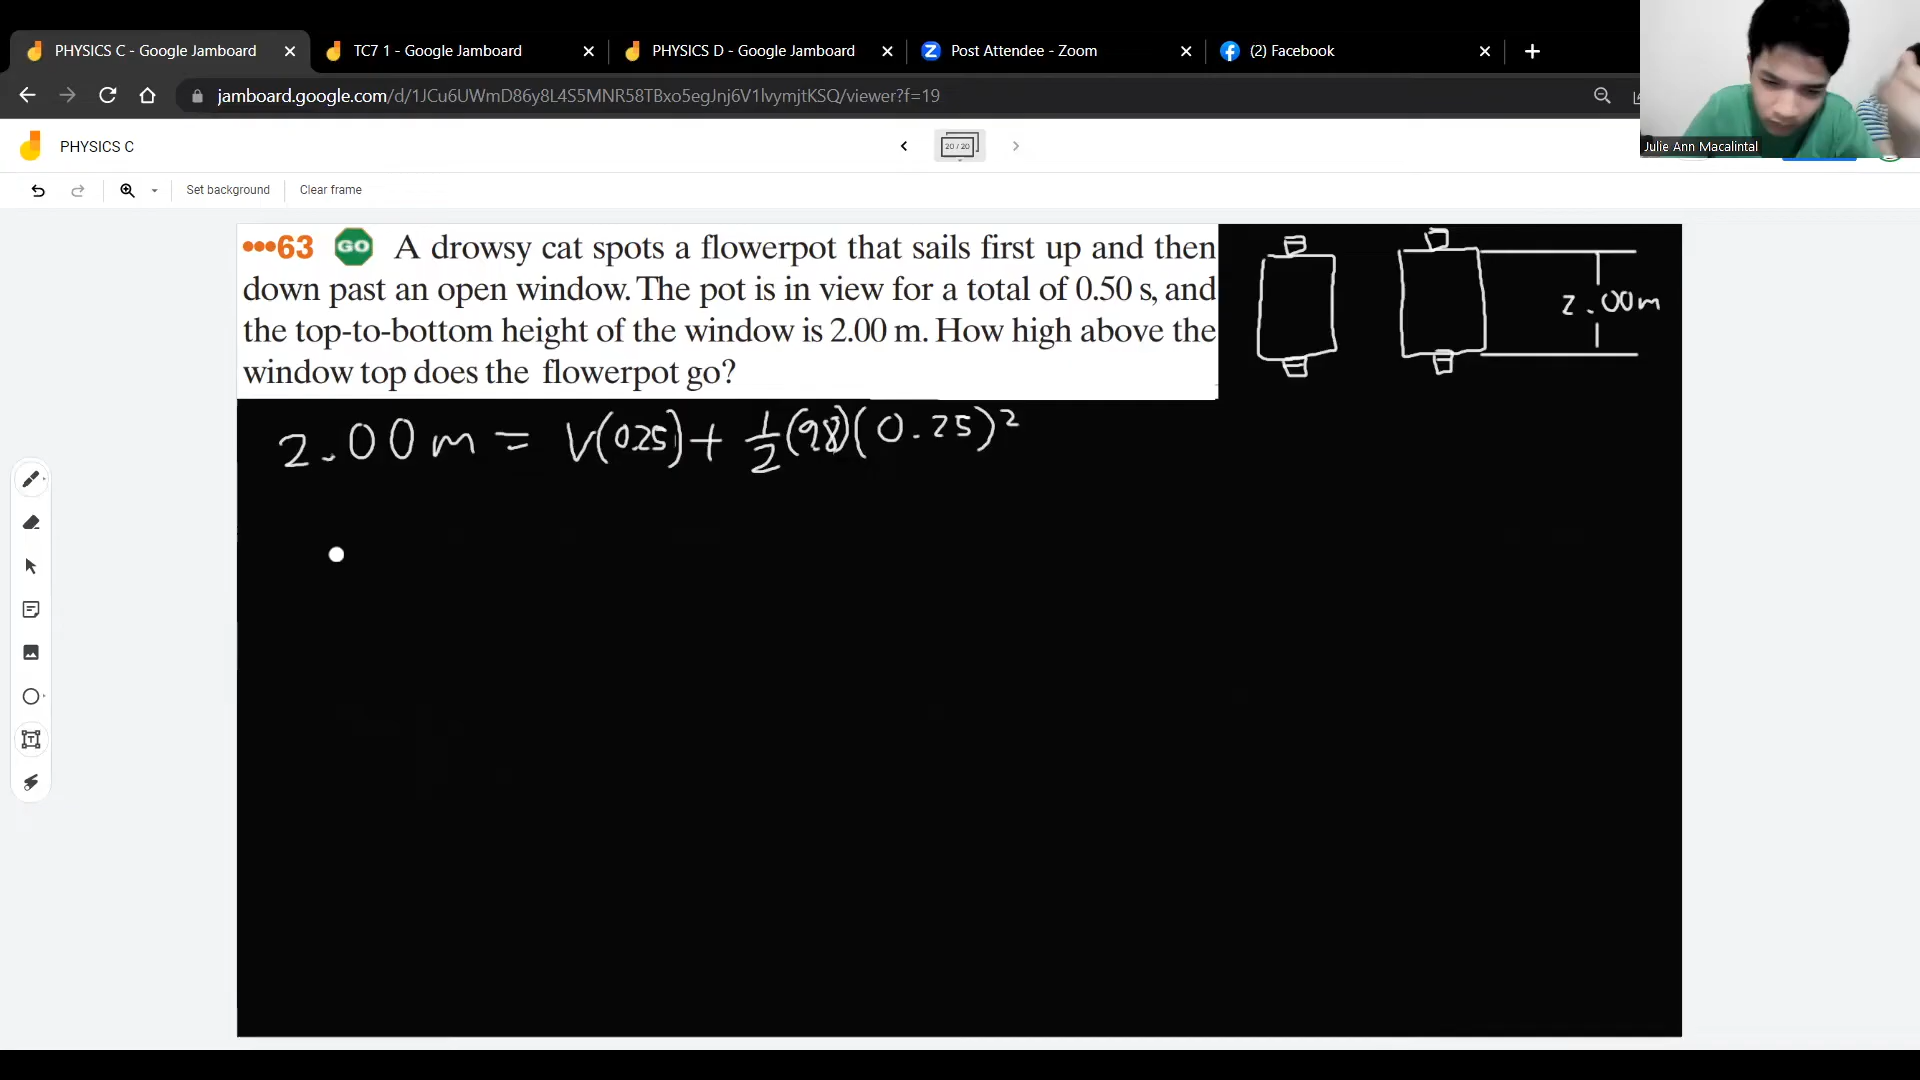 PHYSICS C - Google Jamboard
TC7 1 - Google Jamboard
PHYSICS D - Google Jamboard
Post Attendee - Zoom
(2) Facebook
jamboard.google.com/d/1JCu6UWmD86y8L4S5MNR58TBxo5egJnj6V1lvymjtKSQ/viewer?f=19
Julie Ann Macalintal
PHYSICS C
20 / 20
Set background
Clear frame
•••63 GO A drowsy cat spots a flowerpot that sails first up and then
down past an open window. The pot is in view for a total of 0.50 s, and
the top-to-bottom height of the window is 2.00 m. How high above the
window top does the flowerpot go?
2.00m
2.00m = V(0.25) + 1/2(9.8)(0.25)²